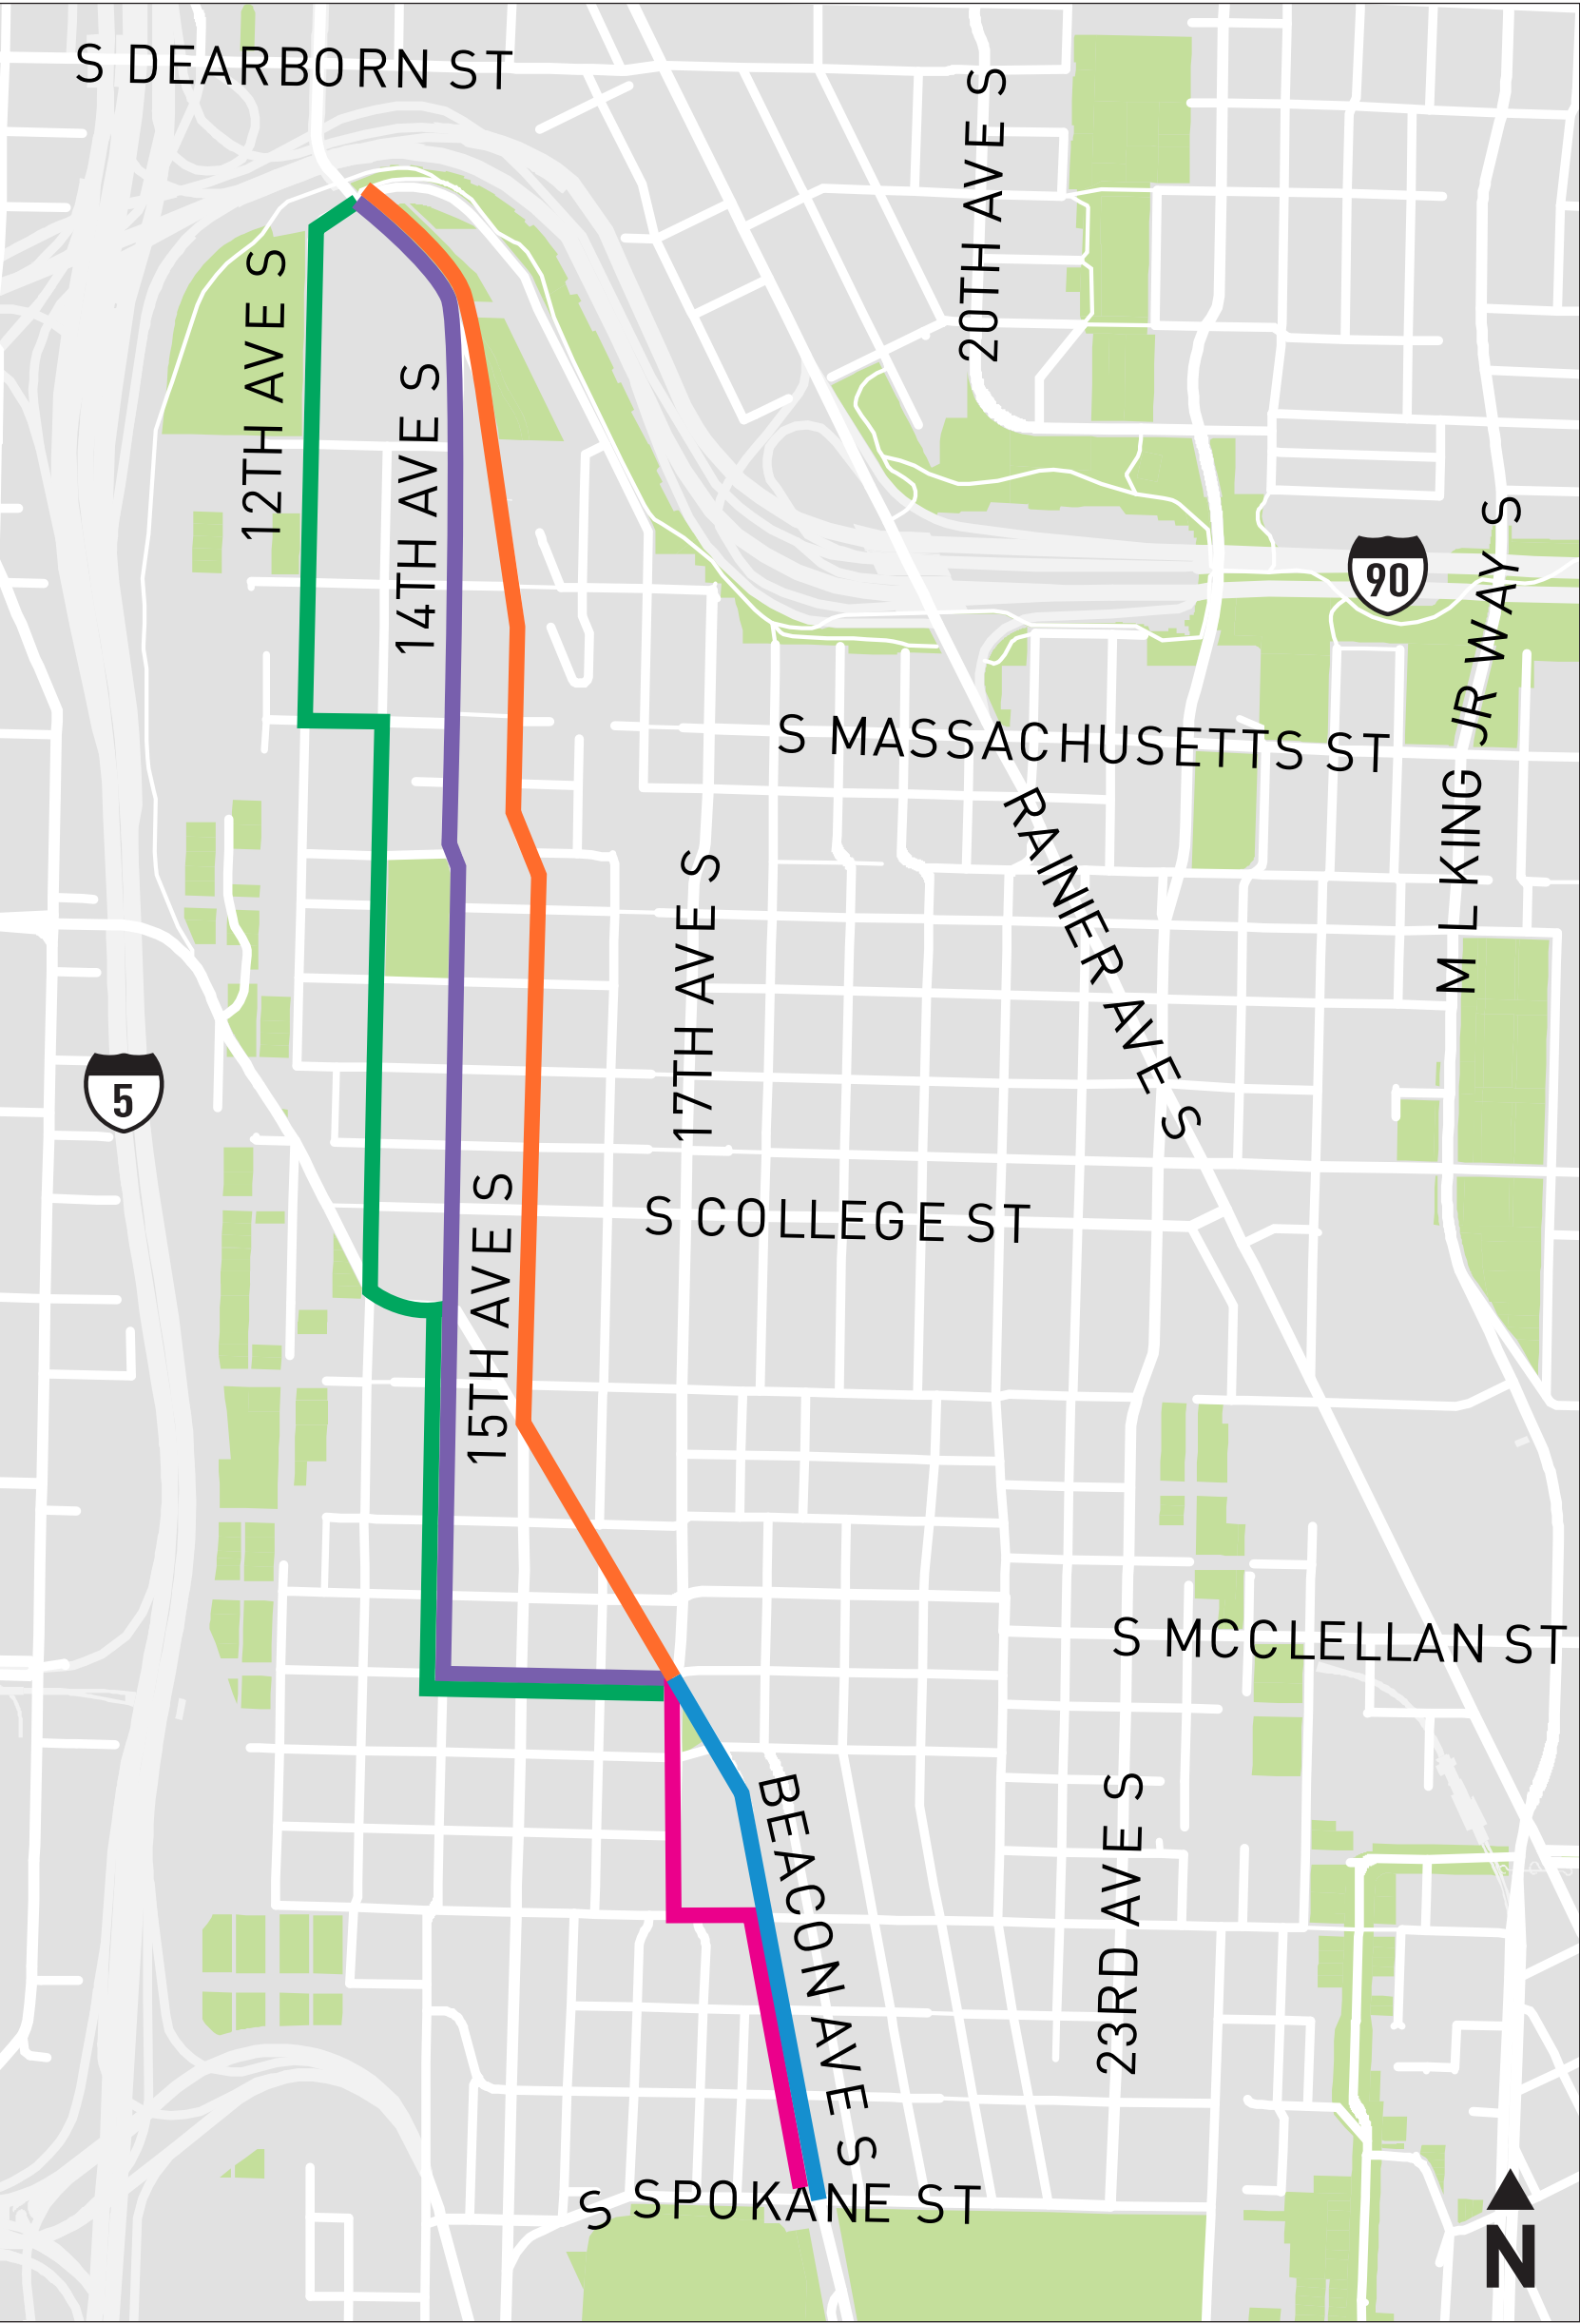 S DEARBORN ST
20TH AVE S
12TH AVE S
14TH AVE S
90
M L KING JR WAY S
S MASSACHUSETTS ST
RAINIER AVE S
17TH AVE S
5
15TH AVE S
S COLLEGE ST
S MCCLELLAN ST
BEACON AVE S
23RD AVE S
S SPOKANE ST
N